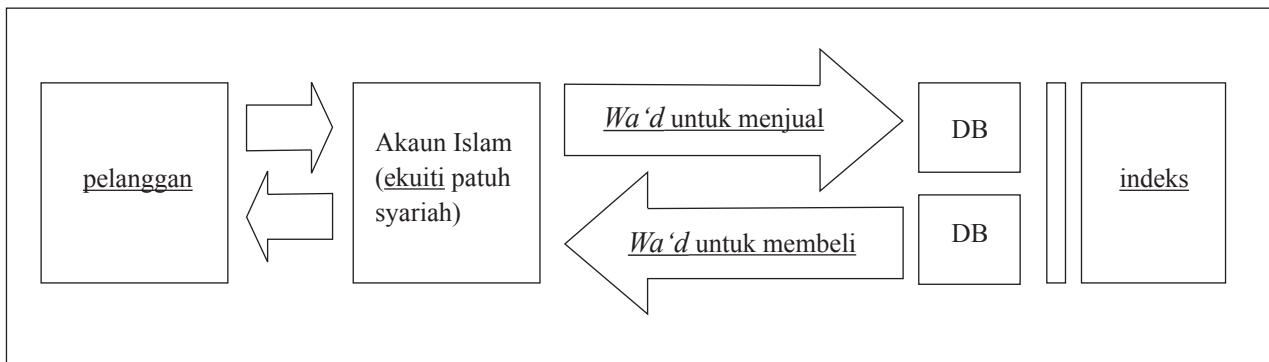 pelanggan
Akaun Islam
(ekuiti patuh
syariah)
Wa‘d untuk menjual
Wa‘d untuk membeli
DB
DB
indeks